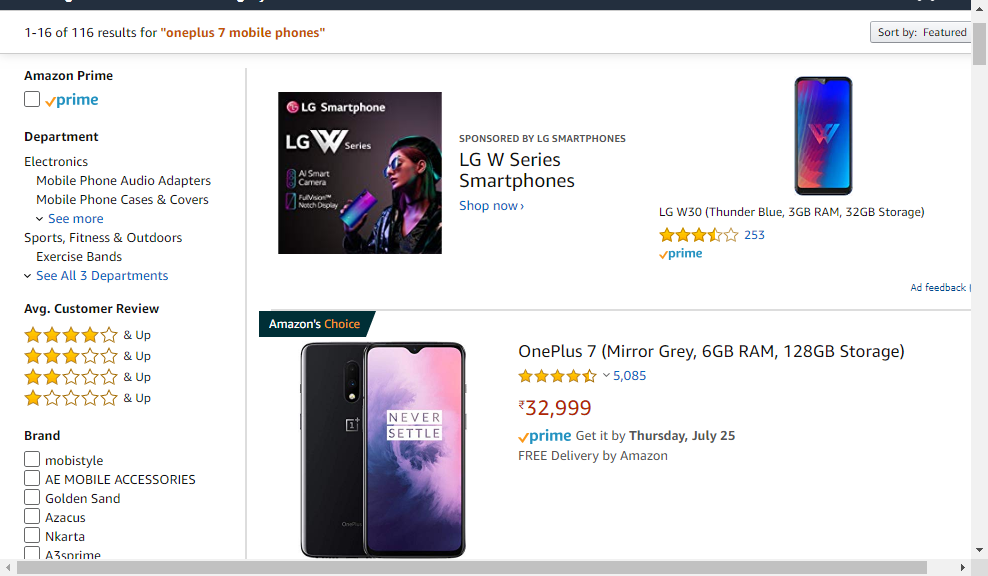 1-16 of 116 results for "oneplus 7 mobile phones"
Sort by: Featured
Amazon Prime
prime
Department
Electronics
Mobile Phone Audio Adapters
Mobile Phone Cases & Covers
See more
Sports, Fitness & Outdoors
Exercise Bands
See All 3 Departments
Avg. Customer Review
& Up
& Up
& Up
& Up
Brand
mobistyle
AE MOBILE ACCESSORIES
Golden Sand
Azacus
Nkarta
A3sprime
LG Smartphone
LG W Series
AI Smart
Camera
FullVision™
Notch Display
SPONSORED BY LG SMARTPHONES
LG W Series
Smartphones
Shop now ›
W
LG W30 (Thunder Blue, 3GB RAM, 32GB Storage)
253
prime
Ad feedback
Amazon's Choice
1+
OnePlus
NEVER
SETTLE
OnePlus 7 (Mirror Grey, 6GB RAM, 128GB Storage)
5,085
₹32,999
prime Get it by Thursday, July 25
FREE Delivery by Amazon